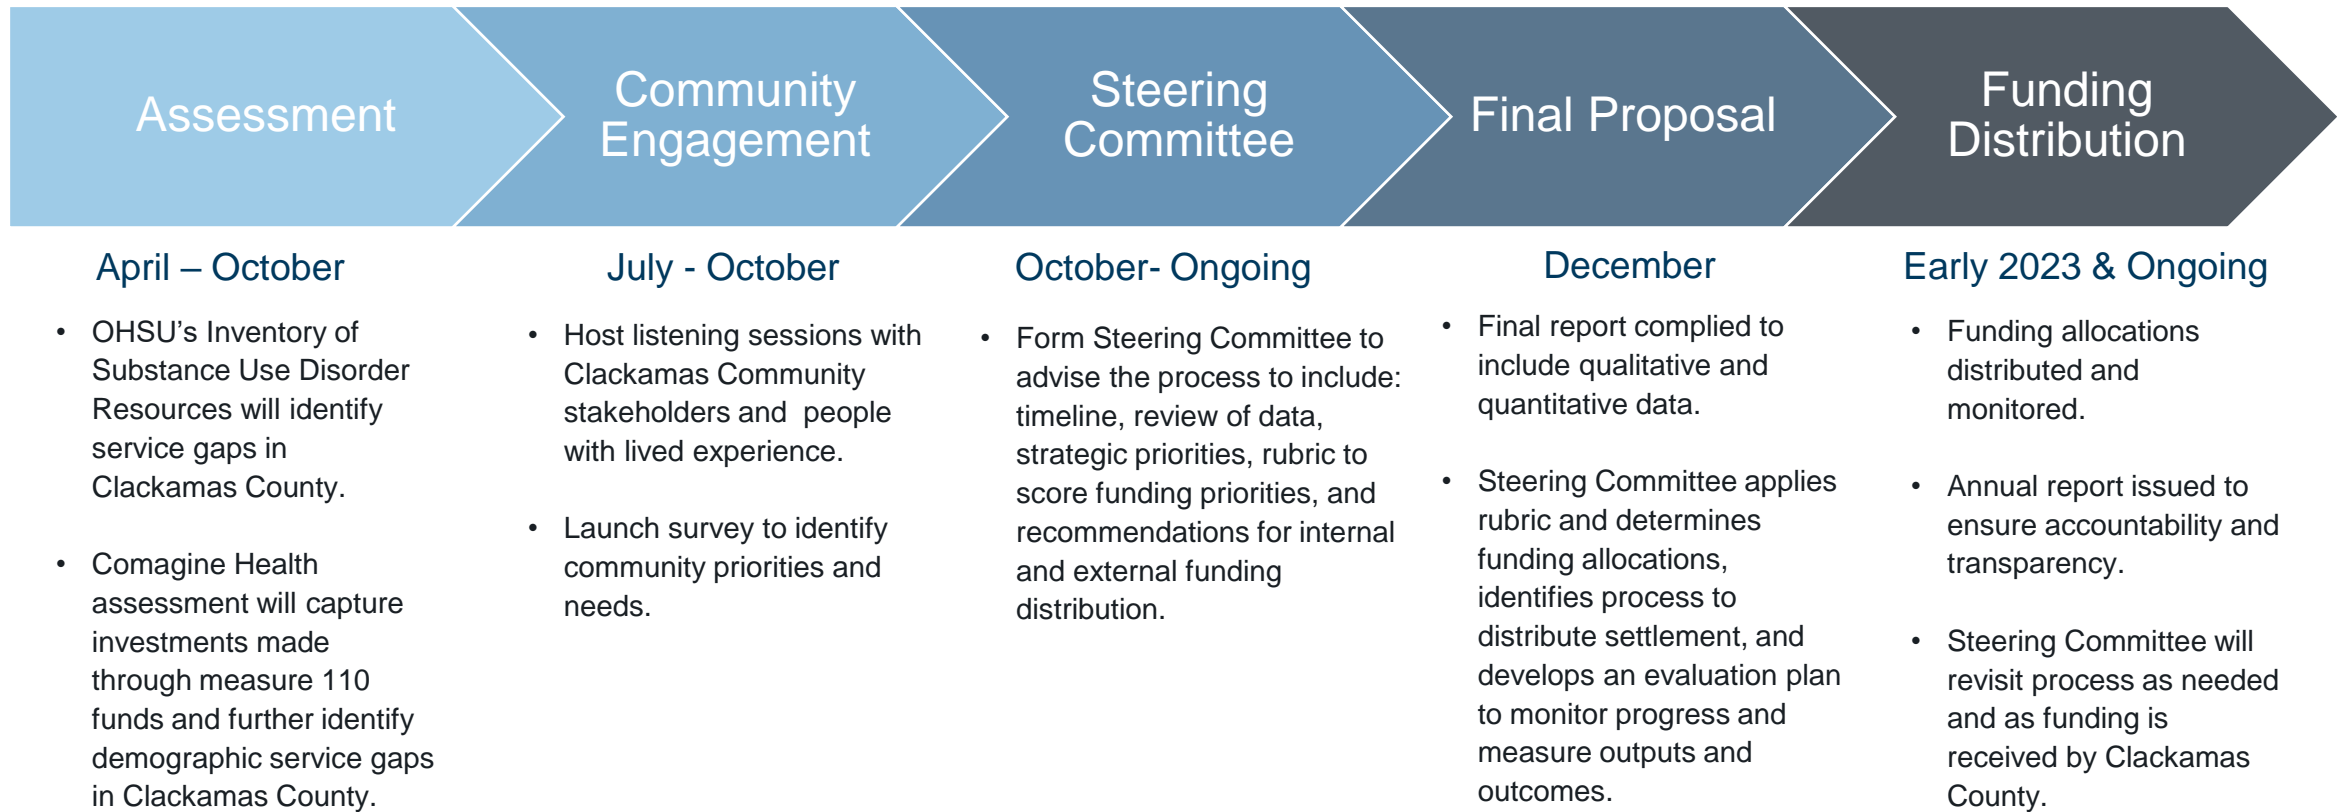 Assessment
Community
Engagement
Steering
Committee
Final Proposal
Funding
Distribution
April – October
• OHSU’s Inventory of
Substance Use Disorder
Resources will identify
service gaps in
Clackamas County.
• Comagine Health
assessment will capture
investments made
through measure 110
funds and further identify
demographic service gaps
in Clackamas County.
July - October
• Host listening sessions with
Clackamas Community
stakeholders and  people
with lived experience.
• Launch survey to identify
community priorities and
needs.
October- Ongoing
• Form Steering Committee to
advise the process to include:
timeline, review of data,
strategic priorities, rubric to
score funding priorities, and
recommendations for internal
and external funding
distribution.
December
• Final report complied to
include qualitative and
quantitative data.
• Steering Committee applies
rubric and determines
funding allocations,
identifies process to
distribute settlement, and
develops an evaluation plan
to monitor progress and
measure outputs and
outcomes.
Early 2023 & Ongoing
• Funding allocations
distributed and
monitored.
• Annual report issued to
ensure accountability and
transparency.
• Steering Committee will
revisit process as needed
and as funding is
received by Clackamas
County.